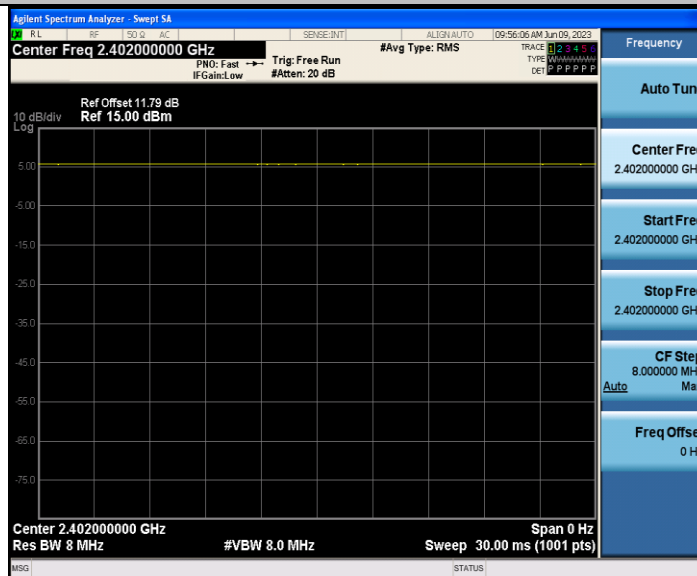 Agilent Spectrum Analyzer - Swept SA
RL RF 50 Ω AC SENSE:INT ALIGN AUTO 09:56:06 AM Jun 09, 2023
Center Freq 2.402000000 GHz
PNO: Fast
IFGain:Low
Trig: Free Run
#Atten: 20 dB
#Avg Type: RMS
TRACE 1 2 3 4 5 6
TYPE W
DET P P P P P P
Ref Offset 11.79 dB
10 dB/div Ref 15.00 dBm
Log
5.00
-5.00
-15.0
-25.0
-35.0
-45.0
-55.0
-65.0
-75.0
Center 2.402000000 GHz Span 0 Hz
Res BW 8 MHz #VBW 8.0 MHz Sweep 30.00 ms (1001 pts)
MSG STATUS
Frequency
Auto Tun
Center Fre
2.402000000 GH
Start Fre
2.402000000 GH
Stop Fre
2.402000000 GH
CF Ste
8.000000 MH
Auto Ma
Freq Offse
0 H